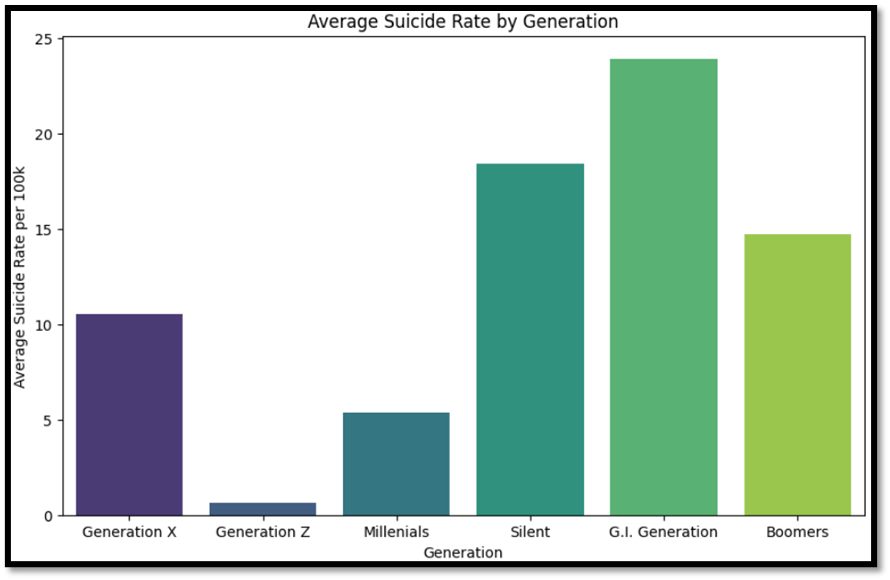 Average Suicide Rate by Generation
Average Suicide Rate per 100k
25
20
15
10
5
0
Generation X Generation Z Millenials Silent G.I. Generation Boomers
Generation